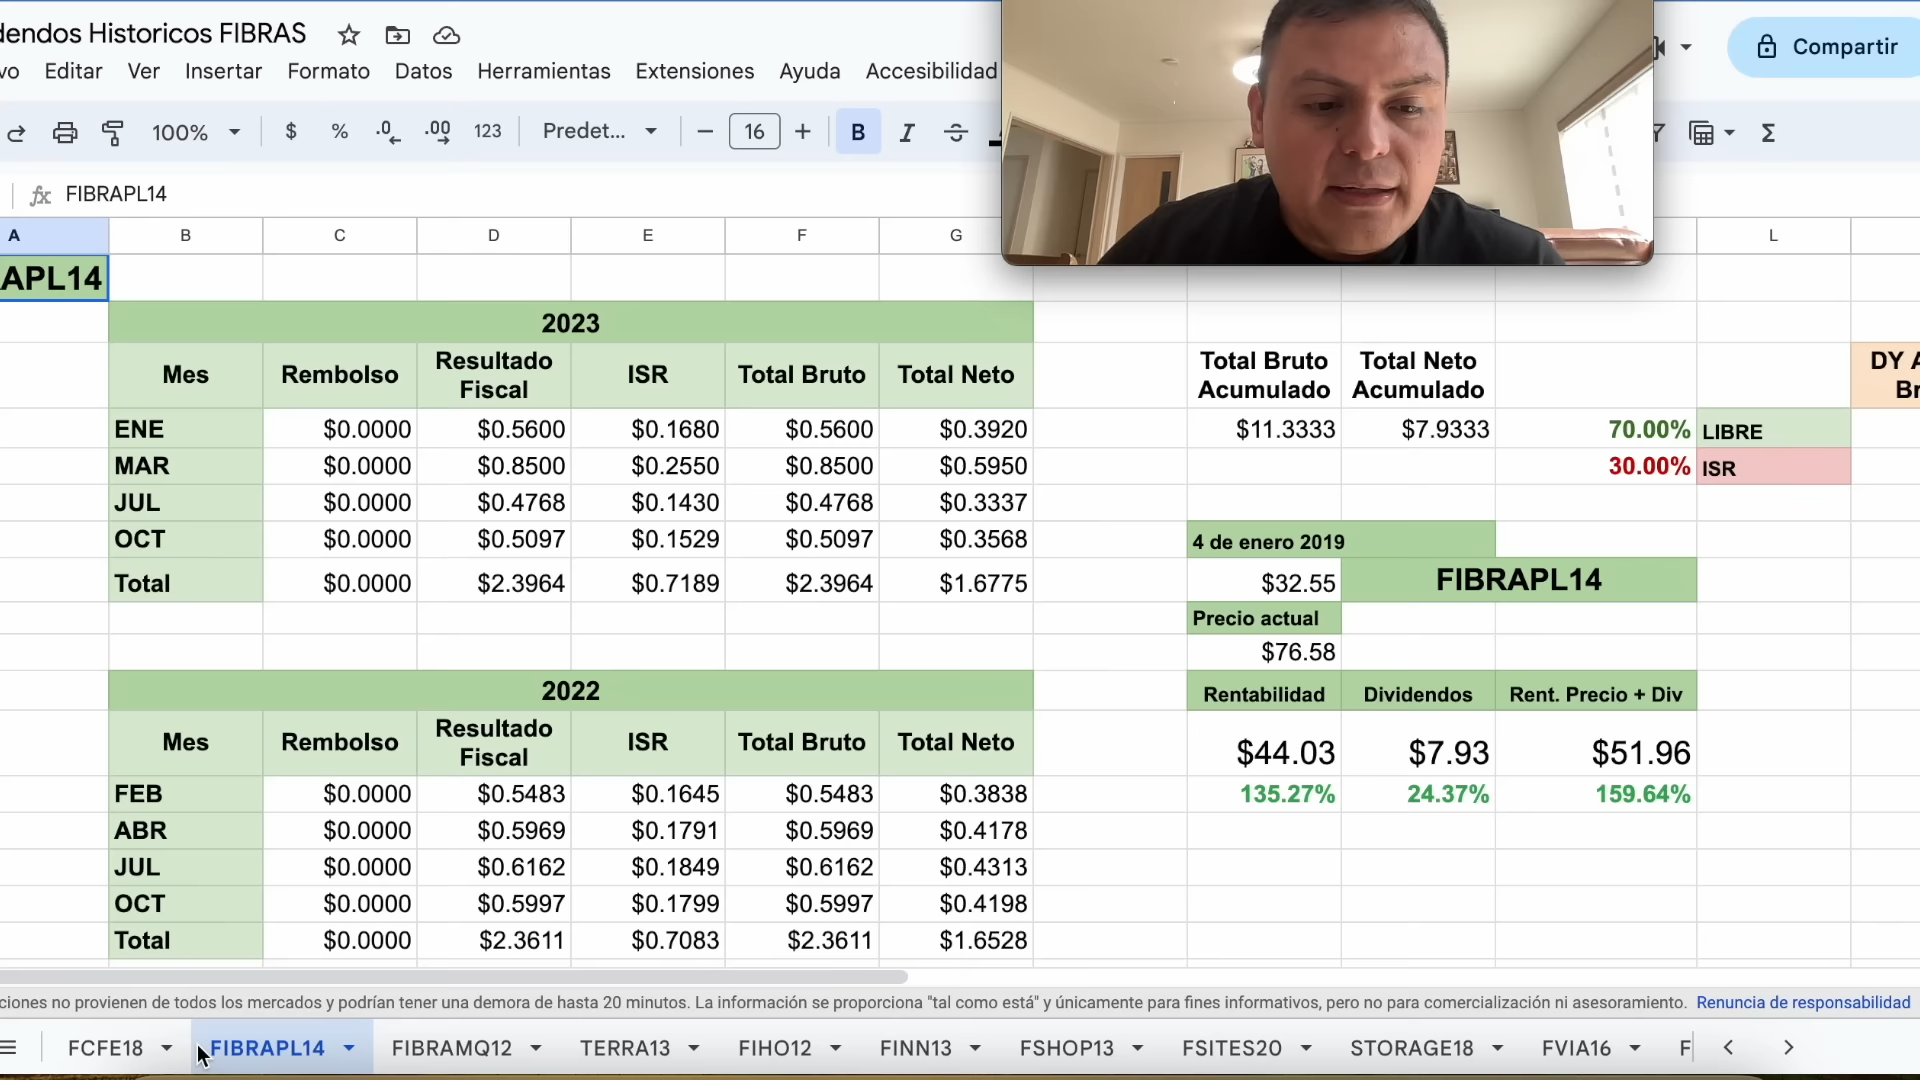 dendos Historicos FIBRAS
Compartir
vo Editar Ver Insertar Formato Datos Herramientas Extensiones Ayuda Accesibilidad
100% $ % .0 .00 123 Predet... − 16 + B I S Σ
fx FIBRAPL14
A B C D E F G L
APL14
2023
Mes Rembolso Resultado Fiscal ISR Total Bruto Total Neto
ENE $0.0000 $0.5600 $0.1680 $0.5600 $0.3920
MAR $0.0000 $0.8500 $0.2550 $0.8500 $0.5950
JUL $0.0000 $0.4768 $0.1430 $0.4768 $0.3337
OCT $0.0000 $0.5097 $0.1529 $0.5097 $0.3568
Total $0.0000 $2.3964 $0.7189 $2.3964 $1.6775
2022
Mes Rembolso Resultado Fiscal ISR Total Bruto Total Neto
FEB $0.0000 $0.5483 $0.1645 $0.5483 $0.3838
ABR $0.0000 $0.5969 $0.1791 $0.5969 $0.4178
JUL $0.0000 $0.6162 $0.1849 $0.6162 $0.4313
OCT $0.0000 $0.5997 $0.1799 $0.5997 $0.4198
Total $0.0000 $2.3611 $0.7083 $2.3611 $1.6528
Total Bruto Acumulado Total Neto Acumulado
$11.3333 $7.9333 70.00% LIBRE
30.00% ISR
DY A
Br
4 de enero 2019
$32.55 FIBRAPL14
Precio actual
$76.58
Rentabilidad Dividendos Rent. Precio + Div
$44.03 $7.93 $51.96
135.27% 24.37% 159.64%
ciones no provienen de todos los mercados y podrían tener una demora de hasta 20 minutos. La información se proporciona "tal como está" y únicamente para fines informativos, pero no para comercialización ni asesoramiento. Renuncia de responsabilidad
FCFE18 FIBRAPL14 FIBRAMQ12 TERRA13 FIHO12 FINN13 FSHOP13 FSITES20 STORAGE18 FVIA16 F